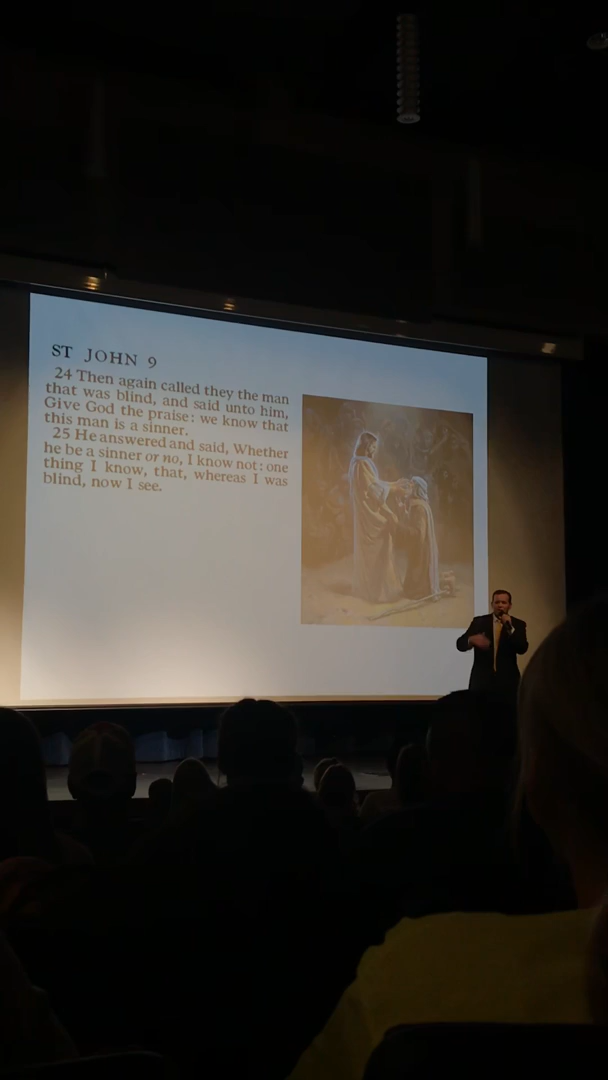 ST JOHN 9
24 Then again called they the man
that was blind, and said unto him,
Give God the praise: we know that
this man is a sinner.
25 He answered and said, Whether
he be a sinner or no, I know not: one
thing I know, that, whereas I was
blind, now I see.